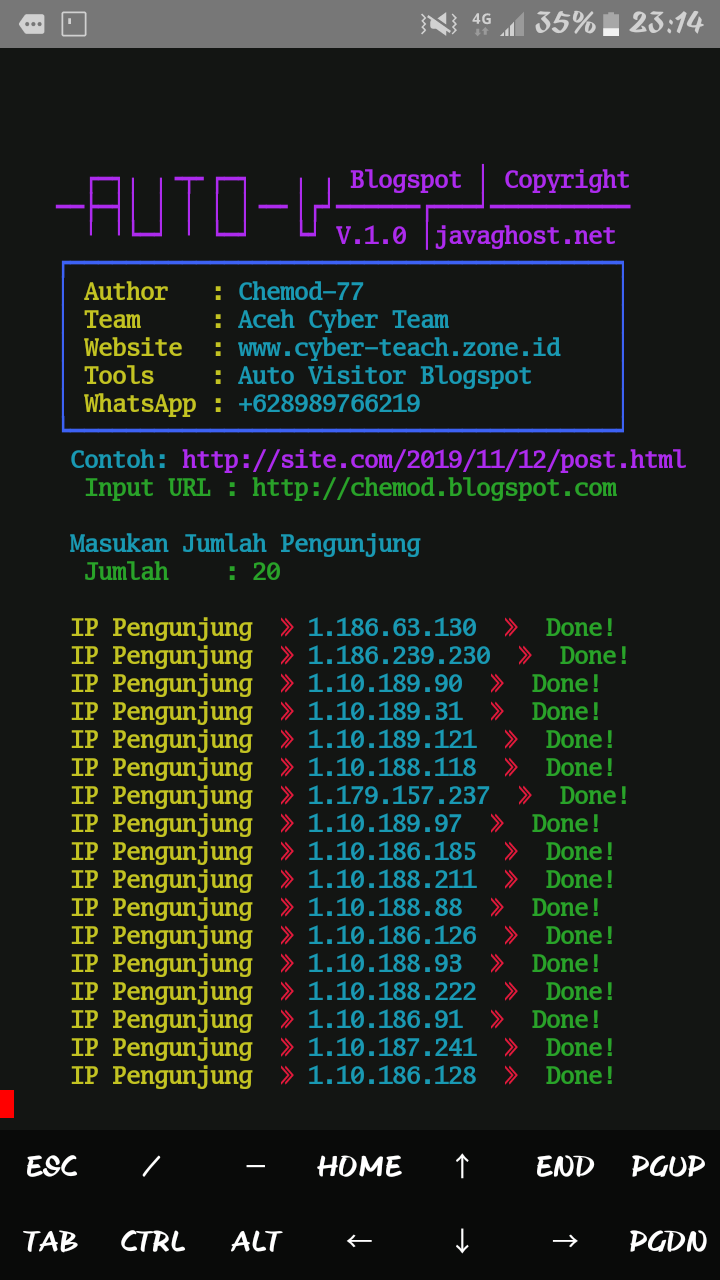 4G 35% 23:14
AUTO-V Blogspot Copyright
V.1.0 javaghost.net
Author : Chemod-77
Team : Aceh Cyber Team
Website : www.cyber-teach.zone.id
Tools : Auto Visitor Blogspot
WhatsApp : +628989766219
Contoh: http://site.com/2019/11/12/post.html
Input URL : http://chemod.blogspot.com
Masukan Jumlah Pengunjung
Jumlah : 20
IP Pengunjung » 1.186.63.130 » Done!
IP Pengunjung » 1.186.239.230 » Done!
IP Pengunjung » 1.10.189.90 » Done!
IP Pengunjung » 1.10.189.31 » Done!
IP Pengunjung » 1.10.189.121 » Done!
IP Pengunjung » 1.10.188.118 » Done!
IP Pengunjung » 1.179.157.237 » Done!
IP Pengunjung » 1.10.189.97 » Done!
IP Pengunjung » 1.10.186.185 » Done!
IP Pengunjung » 1.10.188.211 » Done!
IP Pengunjung » 1.10.188.88 » Done!
IP Pengunjung » 1.10.186.126 » Done!
IP Pengunjung » 1.10.188.93 » Done!
IP Pengunjung » 1.10.188.222 » Done!
IP Pengunjung » 1.10.186.91 » Done!
IP Pengunjung » 1.10.187.241 » Done!
IP Pengunjung » 1.10.186.128 » Done!
ESC / — HOME ↑ END PGUP
TAB CTRL ALT ← ↓ → PGDN